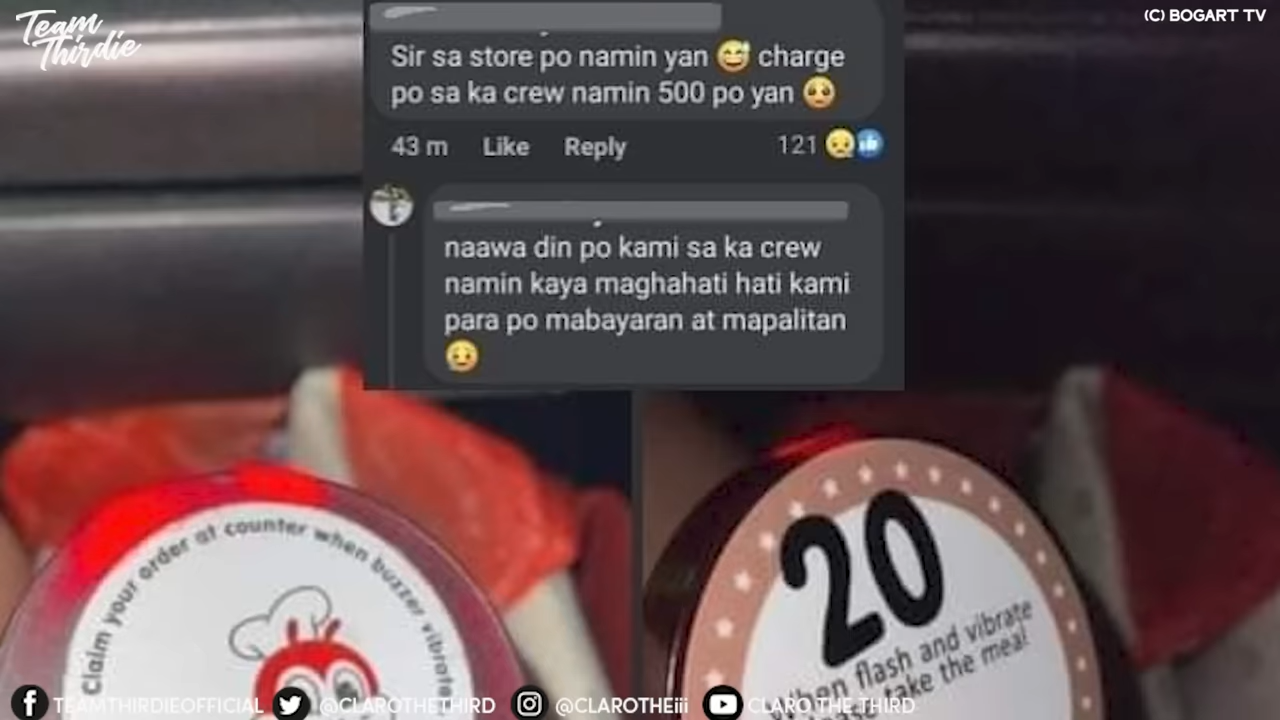 Team
Thirdie
(C) BOGART TV
Sir sa store po namin yan 😅 charge
po sa ka crew namin 500 po yan 🥺
43 m Like Reply 121
naawa din po kami sa ka crew
namin kaya maghahati hati kami
para po mabayaran at mapalitan
🥲
Claim your order at counter when buzzer vibrate
20
When flash and vibrate
take the meal
TEAMTHIRDIEOFFICIAL @CLAROTHETHIRD @CLAROTHEiii CLARO THE THIRD